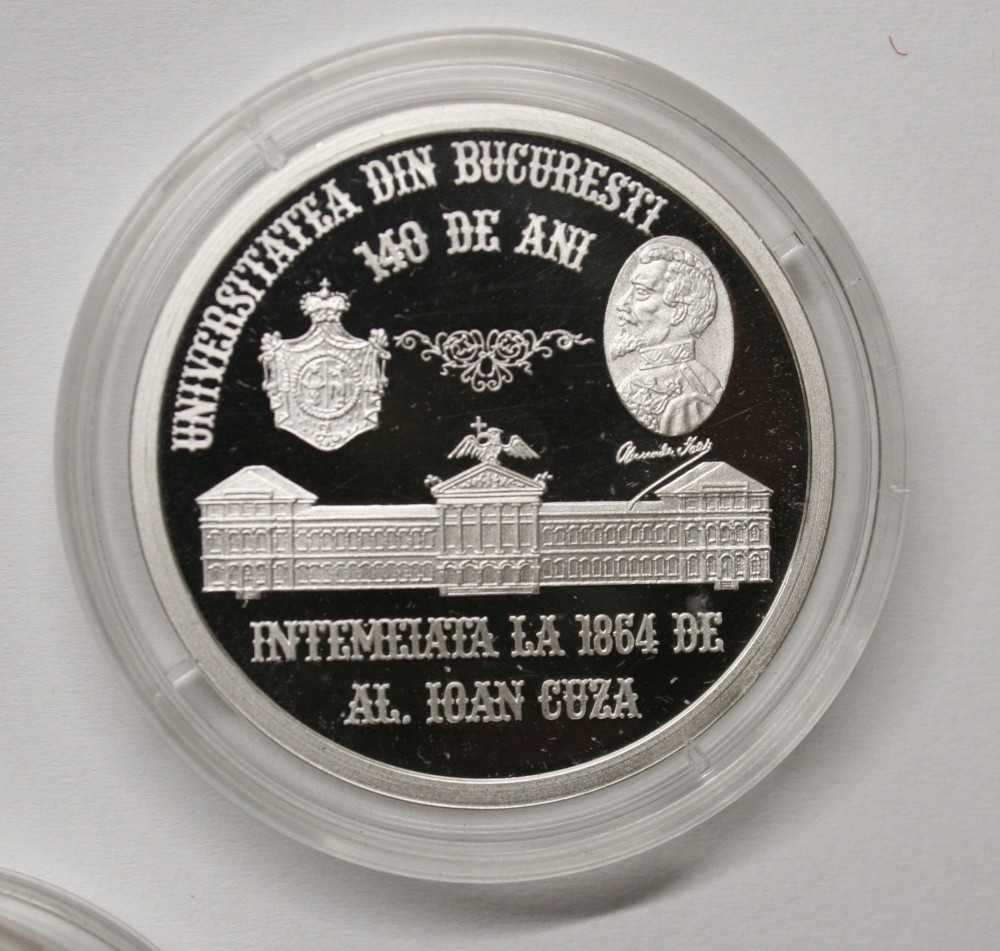 UNIVERSITATEA DIN BUCURESTI
140 DE ANI
INTEMEIATA LA 1864 DE
AL. IOAN CUZA